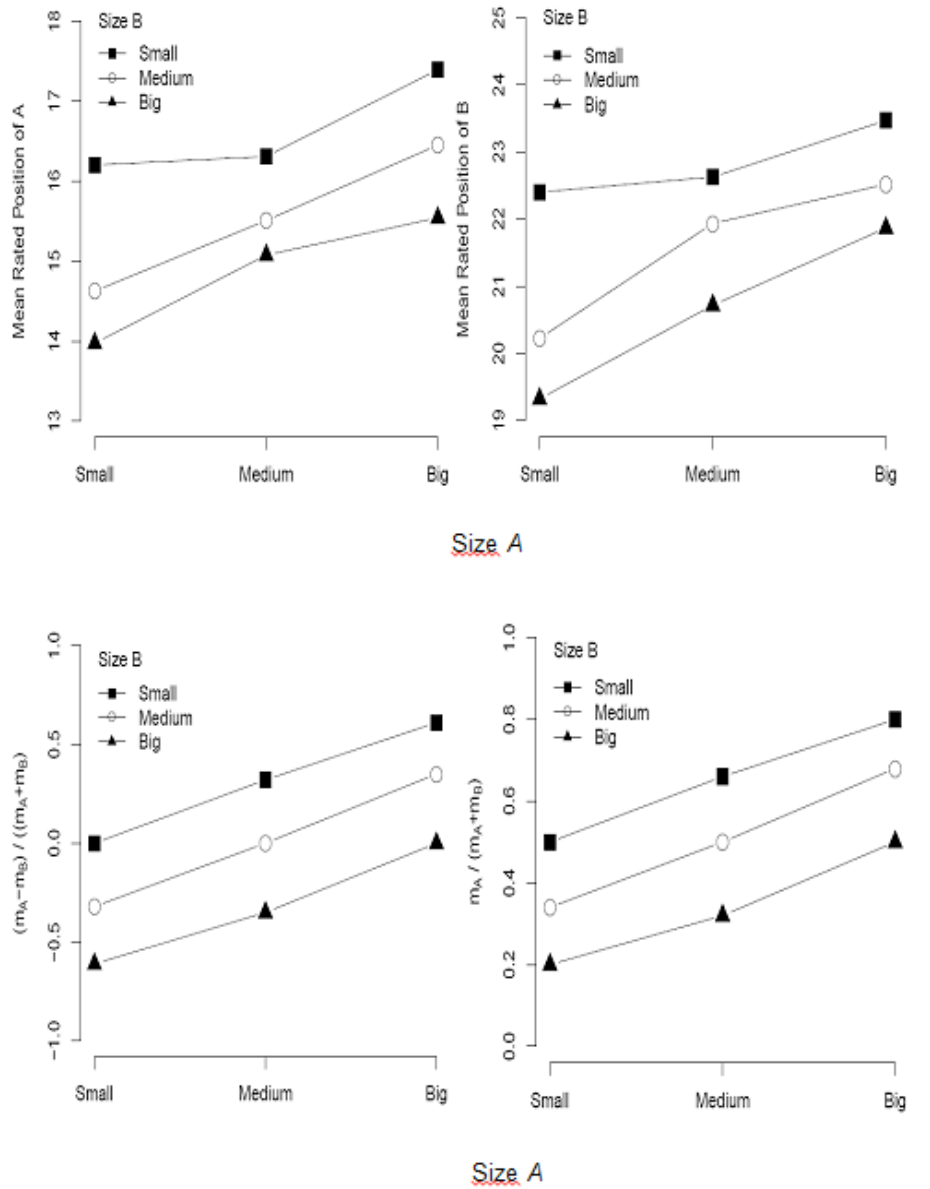 Mean Rated Position of A
18
17
16
15
14
13
Size B
Small
Medium
Big
Small
Medium
Big
Mean Rated Position of B
25
24
23
22
21
20
19
Size B
Small
Medium
Big
Small
Medium
Big
Size A
(mA−mB) / ((mA+mB)
1.0
0.5
0.0
−0.5
−1.0
Size B
Small
Medium
Big
Small
Medium
Big
mA / (mA+mB)
1.0
0.8
0.6
0.4
0.2
0.0
Size B
Small
Medium
Big
Small
Medium
Big
Size A